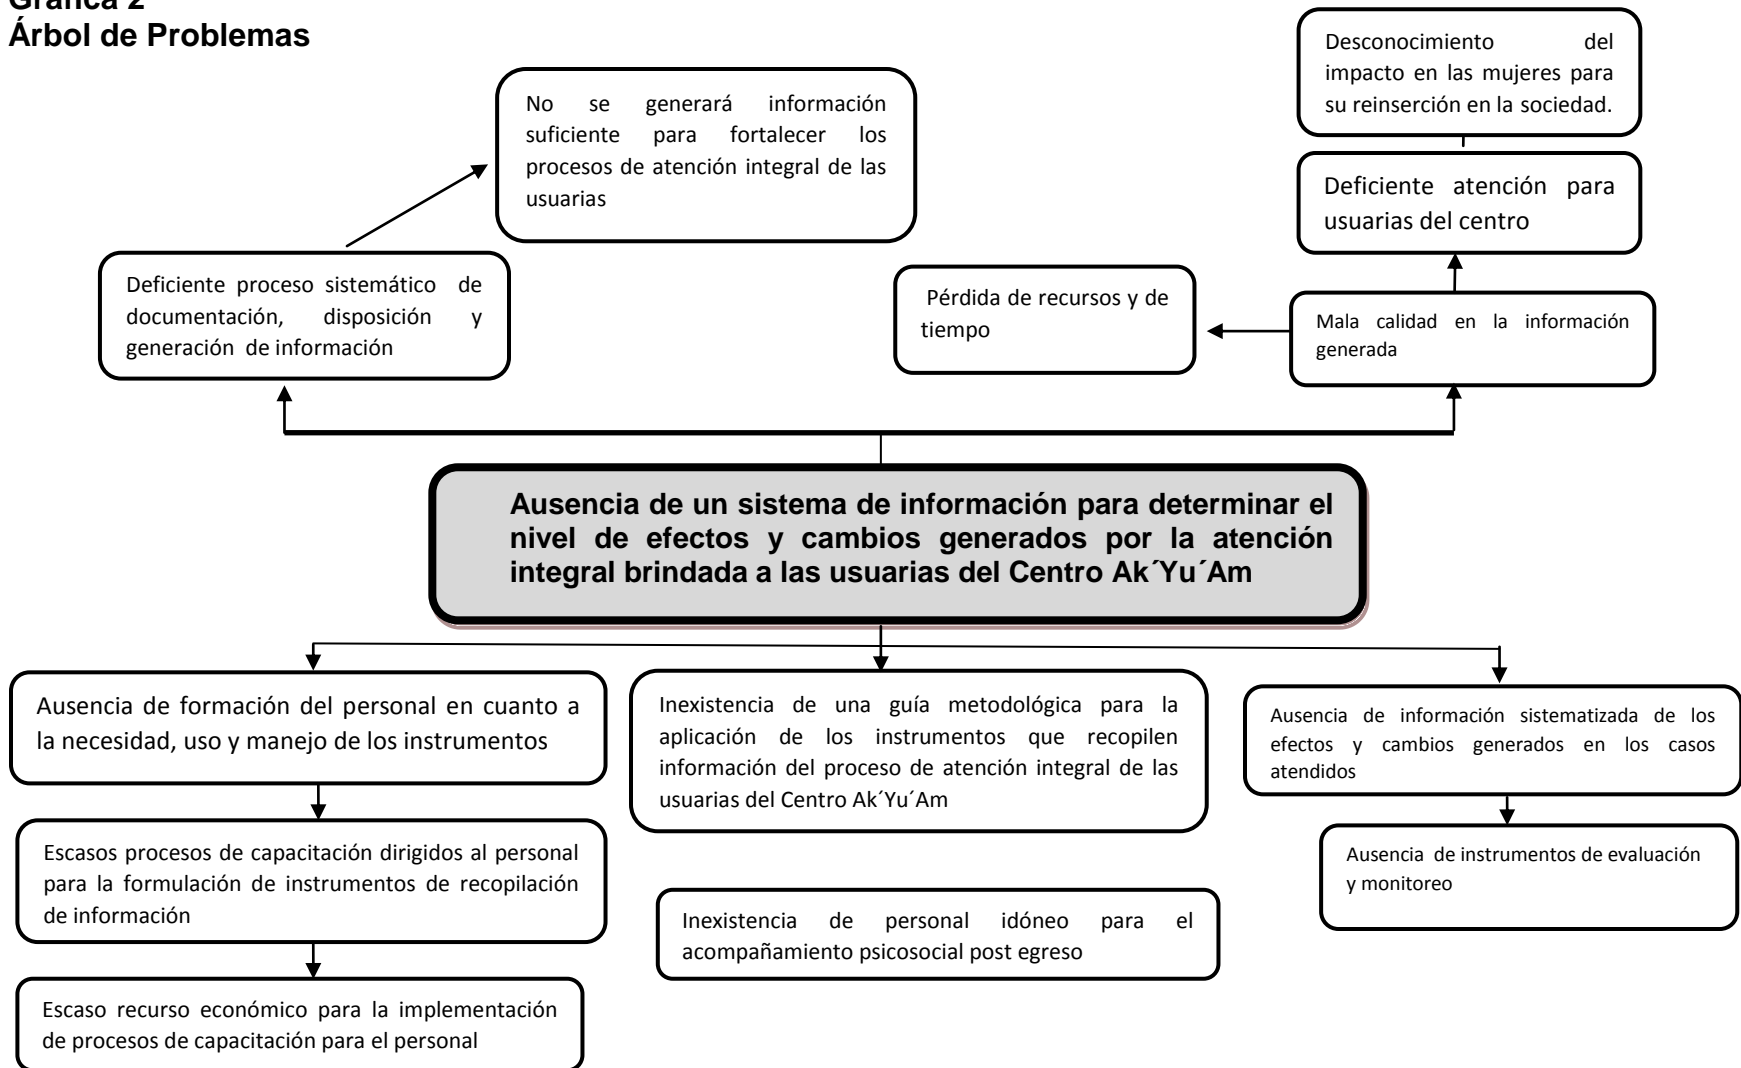 Gráfica 2
Árbol de Problemas
Desconocimiento del
impacto en las mujeres para
su reinserción en la sociedad.
No se generará información
suficiente para fortalecer los
procesos de atención integral de las
usuarias
Deficiente atención para
usuarias del centro
Deficiente proceso sistemático de
documentación, disposición y
generación de información
Pérdida de recursos y de
tiempo
Mala calidad en la información
generada
Ausencia de un sistema de información para determinar el
nivel de efectos y cambios generados por la atención
integral brindada a las usuarias del Centro Ak´Yu´Am
Ausencia de formación del personal en cuanto a
la necesidad, uso y manejo de los instrumentos
Inexistencia de una guía metodológica para la
aplicación de los instrumentos que recopilen
información del proceso de atención integral de las
usuarias del Centro Ak´Yu´Am
Ausencia de información sistematizada de los
efectos y cambios generados en los casos
atendidos
Escasos procesos de capacitación dirigidos al personal
para la formulación de instrumentos de recopilación
de información
Ausencia de instrumentos de evaluación
y monitoreo
Inexistencia de personal idóneo para el
acompañamiento psicosocial post egreso
Escaso recurso económico para la implementación
de procesos de capacitación para el personal